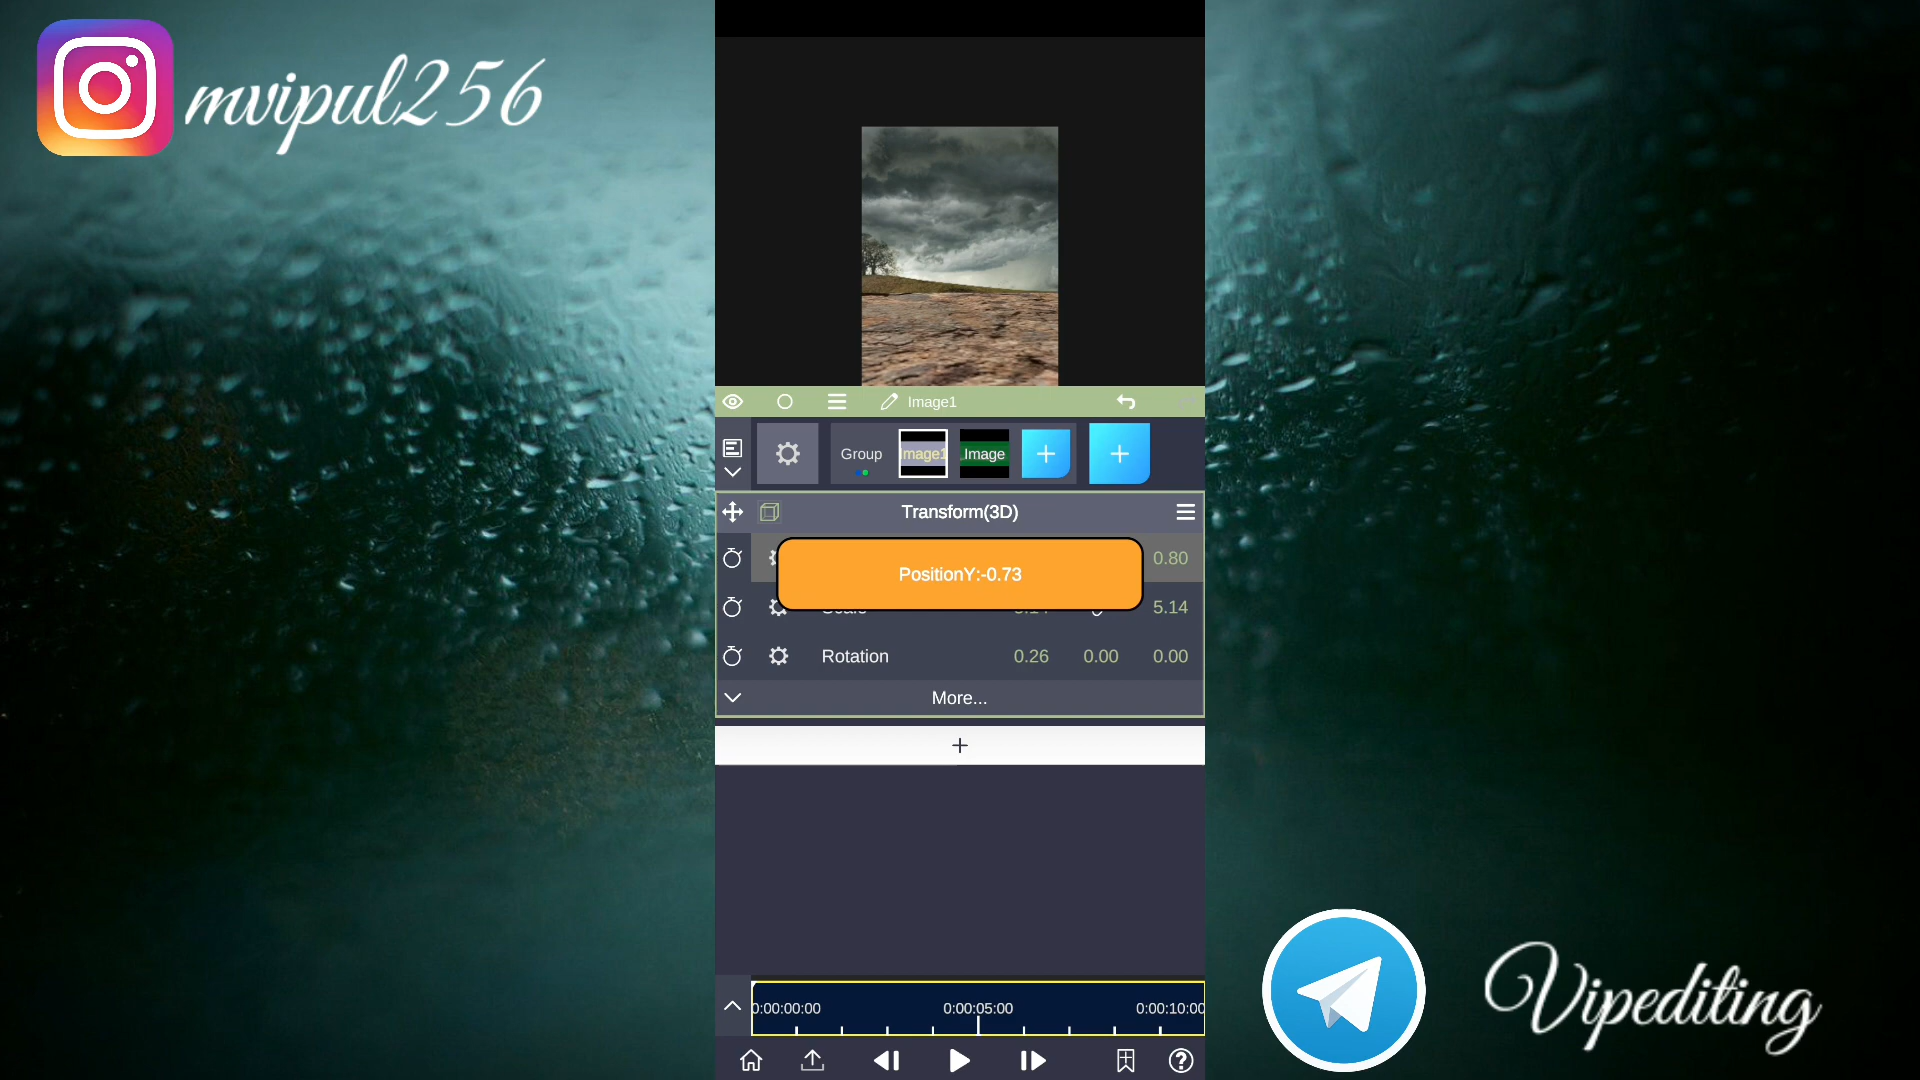 mvipul256
Image1
Group
Image1
Image
Transform(3D)
0.80
PositionY:-0.73
5.14
Rotation 0.26 0.00 0.00
More...
0:00:00:00 0:00:05:00 0:00:10:00
Vipediting